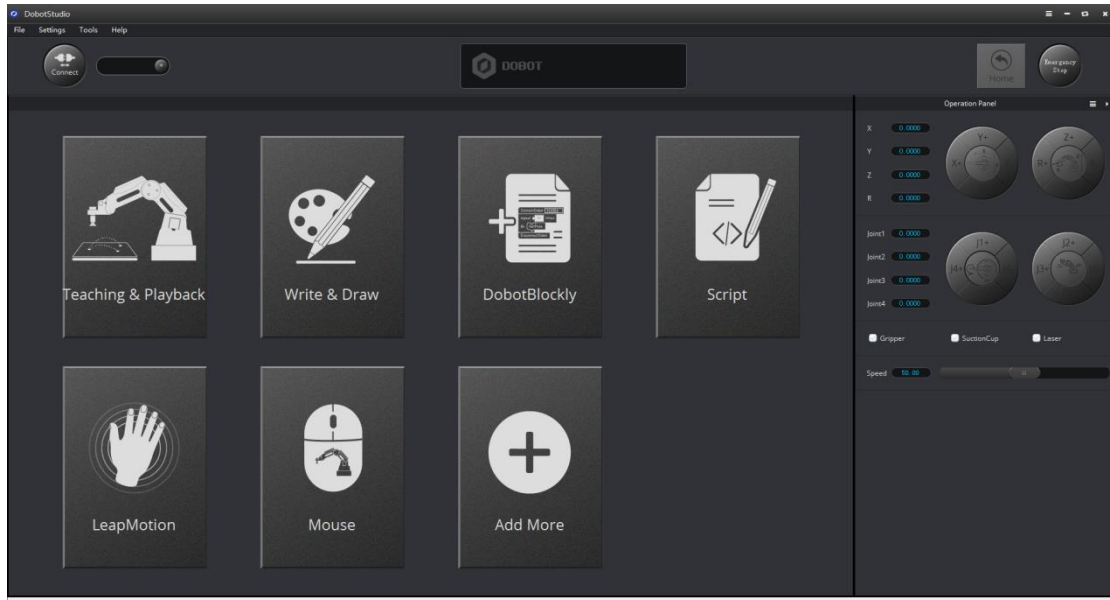 DobotStudio
File Settings Tools Help
Connect
DOBOT
Home
Emergency
Stop
Teaching & Playback
Write & Draw
DobotBlockly
Script
LeapMotion
Mouse
Add More
Operation Panel
X 0.0000
Y 0.0000
Z 0.0000
R 0.0000
Y+
X+
Z+
R+
Joint1 0.0000
Joint2 0.0000
Joint3 0.0000
Joint4 0.0000
J1+
J4+
J2+
J3+
Gripper SuctionCup Laser
Speed 50.00